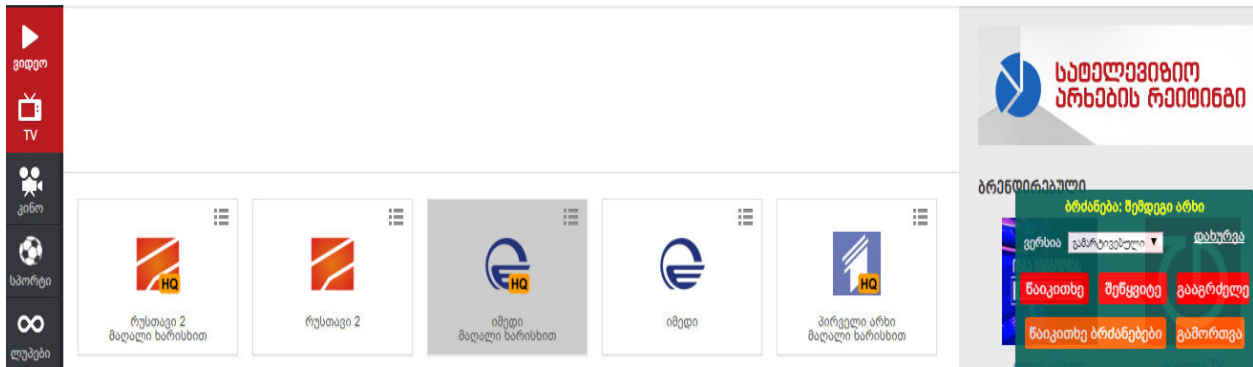 ვიდეო
TV
კინო
სპორტი
ლუპები
HQ
რუსთავი 2
მაღალი ხარისხით
რუსთავი 2
HQ
იმედი
მაღალი ხარისხით
იმედი
HQ
პირველი არხი
მაღალი ხარისხით
სატელევიზიო
არხების რეიტინგი
ბრენდირებული
ბრძანება: შემდეგი არხი
ვერსია გამარტივებული დახურვა
წაიკითხე შეწყვიტე გააგრძელე
წაიკითხე ბრძანებები გამორთვა